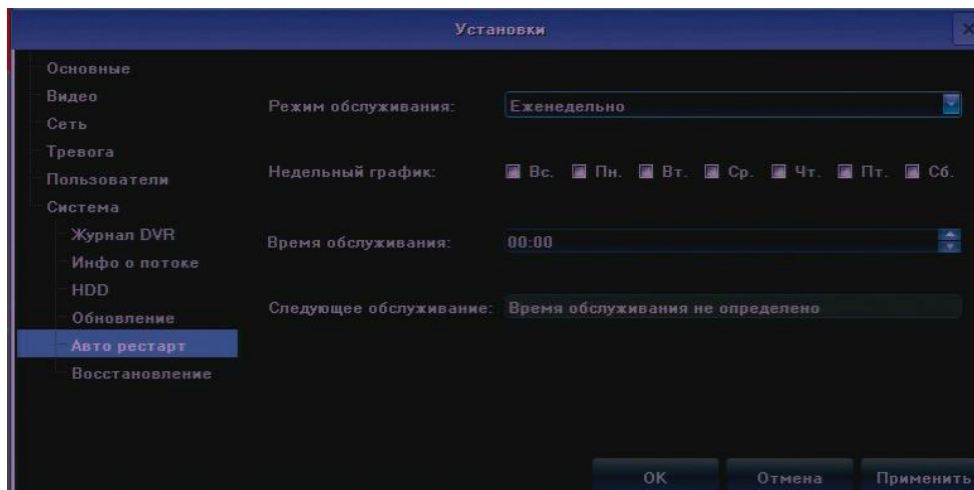 Установки
Основные
Видео
Сеть
Тревога
Пользователи
Система
Журнал DVR
Инфо о потоке
HDD
Обновление
Авто рестарт
Восстановление
Режим обслуживания: Еженедельно
Недельный график: Вс. Пн. Вт. Ср. Чт. Пт. Сб.
Время обслуживания: 00:00
Следующее обслуживание: Время обслуживания не определено
OK Отмена Применить